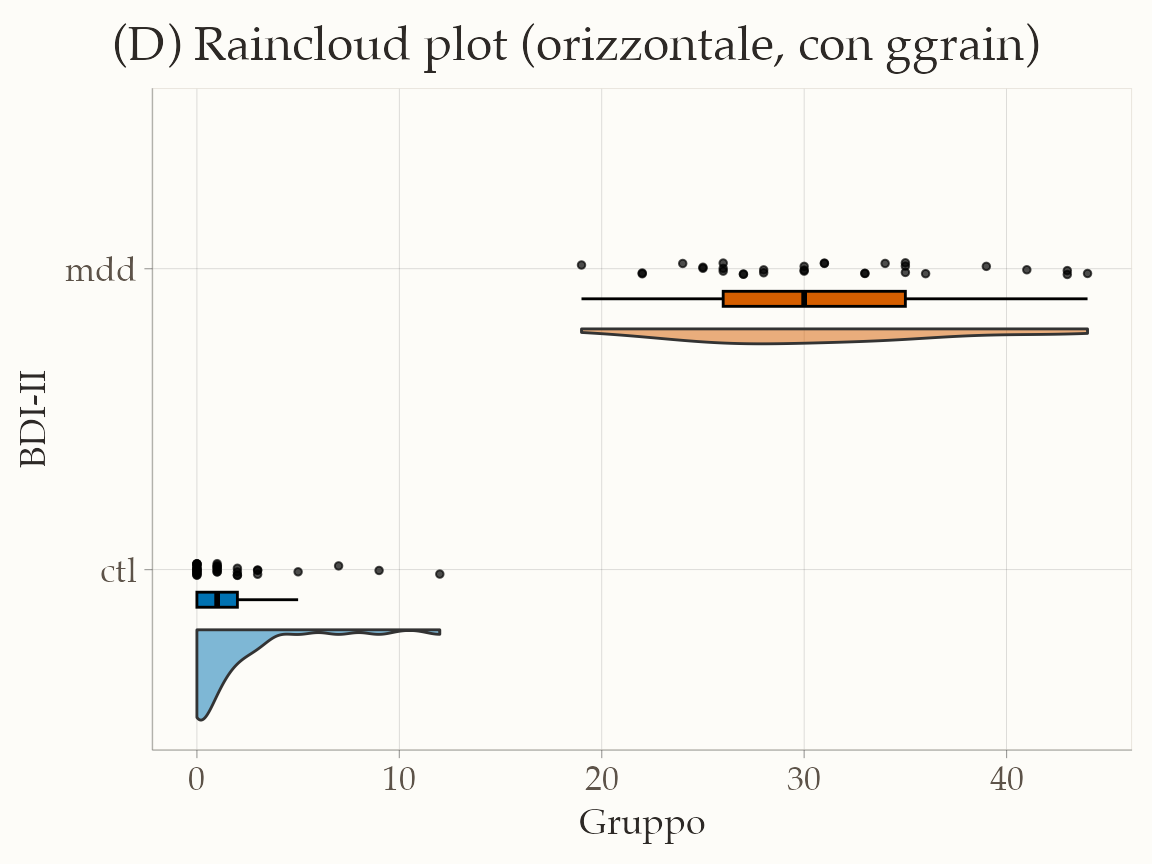 (D) Raincloud plot (orizzontale, con ggrain)
mdd
ctl
BDI-II
0 10 20 30 40
Gruppo